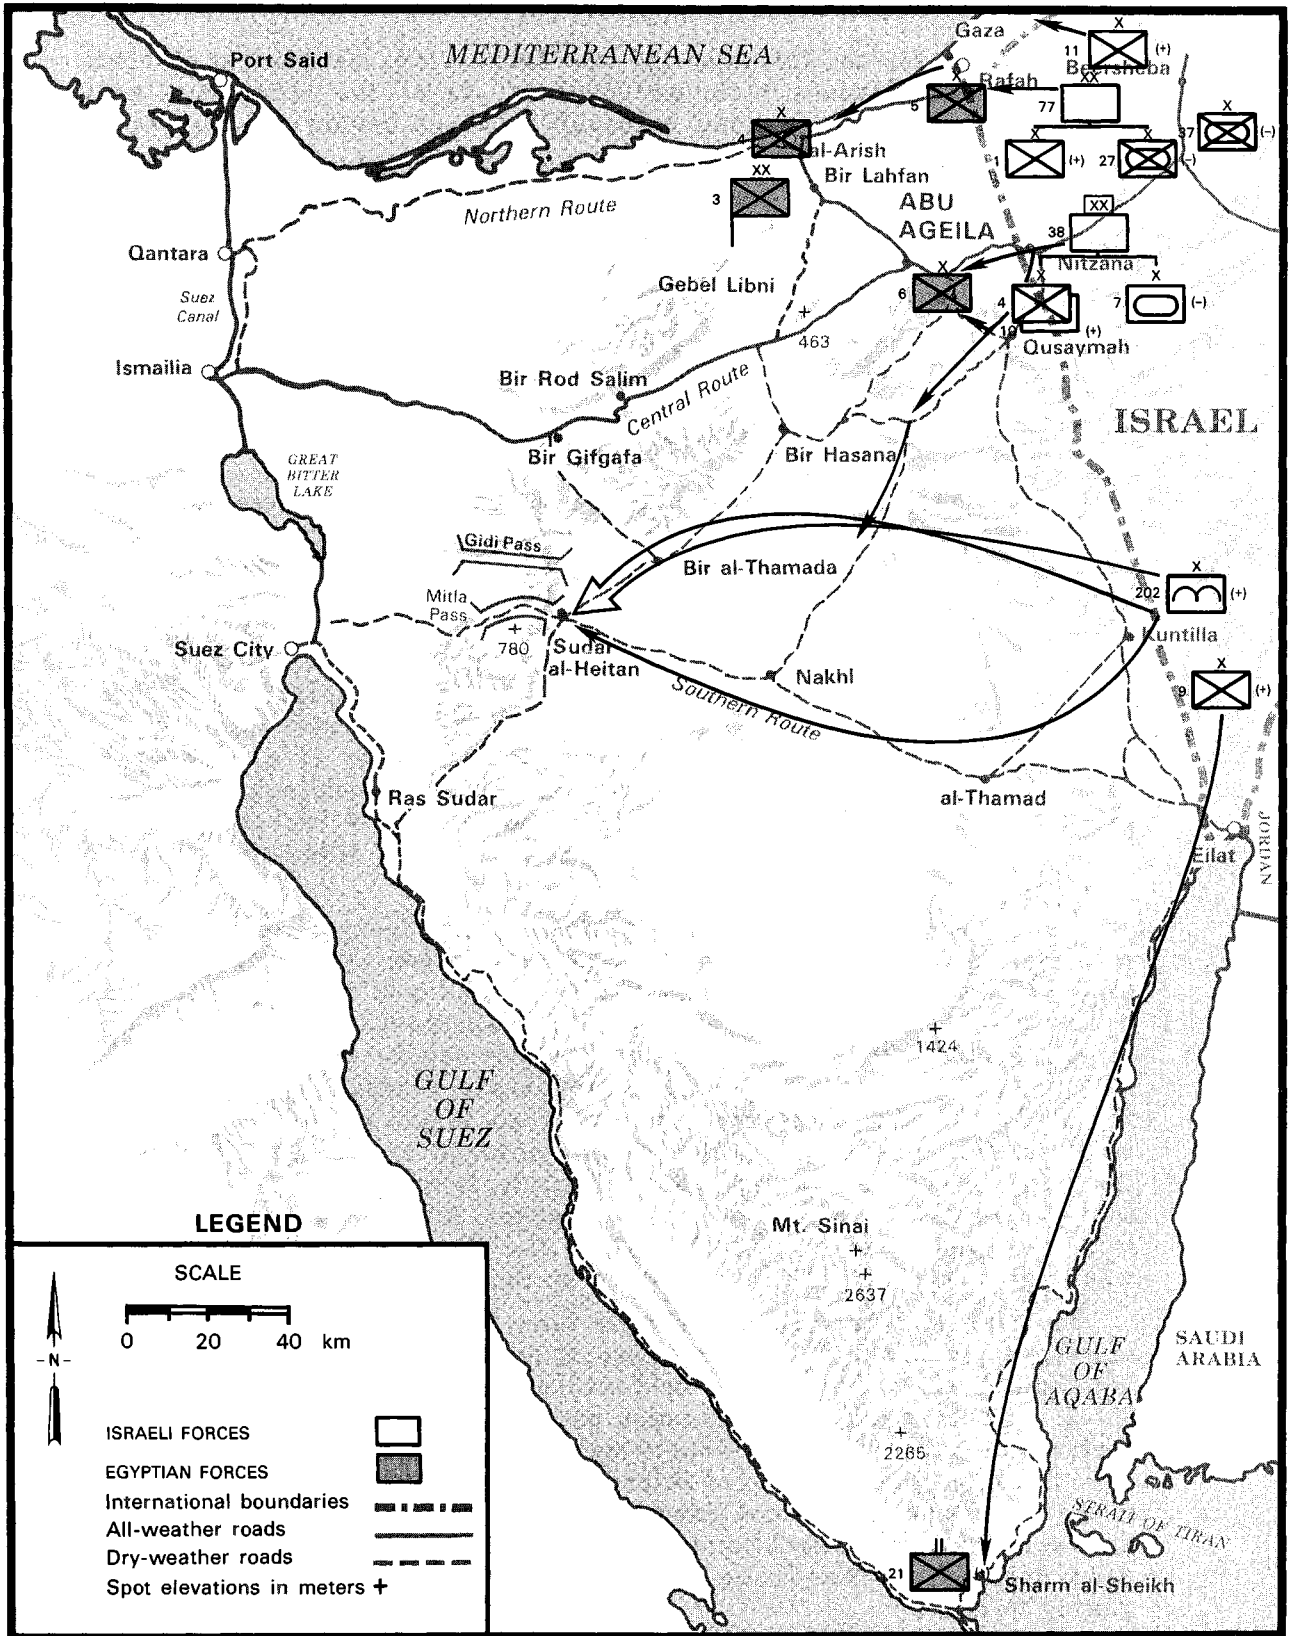 MEDITERRANEAN SEA
Gaza
X
11
(+)
Beersheba
Port Said
X
Rafah
5
XX
77
X
37
(-)
X
4
al-Arish
X
1
(+)
X
27
(-)
Bir Lahfan
XX
3
ABU
AGEILA
Northern Route
XX
38
Nitzana
Qantara
Suez
Canal
Gebel Libni
X
6
X
4
10
(+)
X
7
(-)
463
Qusaymah
Ismailia
Bir Rod Salim
Central Route
ISRAEL
Bir Gifgafa
Bir Hasana
GREAT
BITTER
LAKE
Gidi Pass
Bir al-Thamada
X
202
(+)
Mitla
Pass
780
Kuntilla
Suez City
Sudar
al-Heitan
Nakhl
X
9
(+)
Southern Route
Ras Sudar
al-Thamad
JORDAN
Eilat
1424
GULF
OF
SUEZ
Mt. Sinai
2637
GULF
OF
AQABA
SAUDI
ARABIA
2285
STRAIT OF TIRAN
21
Sharm al-Sheikh
LEGEND
SCALE
0 20 40 km
-N-
ISRAELI FORCES
EGYPTIAN FORCES
International boundaries
All-weather roads
Dry-weather roads
Spot elevations in meters +